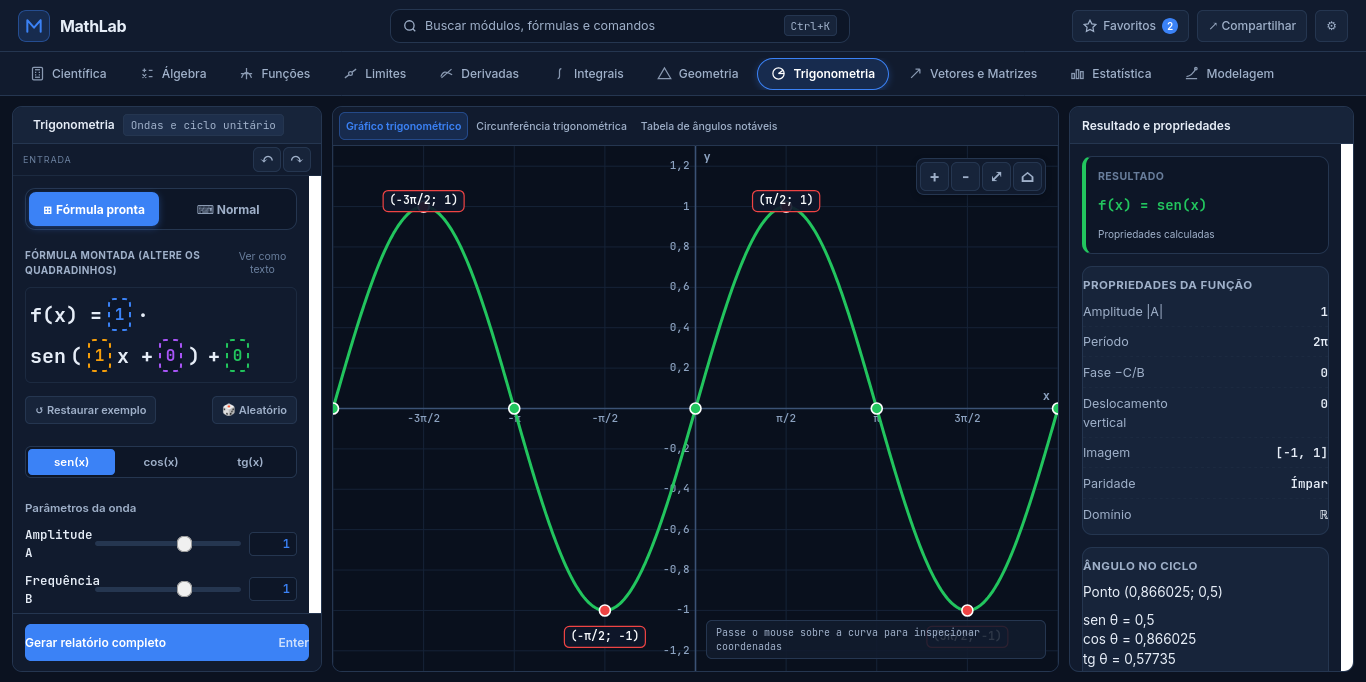 MathLab
Buscar módulos, fórmulas e comandos
Ctrl+K
Favoritos 2
Compartilhar
Científica
Álgebra
Funções
Limites
Derivadas
Integrais
Geometria
Trigonometria
Vetores e Matrizes
Estatística
Modelagem
Trigonometria
Ondas e ciclo unitário
ENTRADA
Fórmula pronta
Normal
FÓRMULA MONTADA (ALTERE OS
QUADRADINHOS)
Ver como
texto
f(x) = 1 ·
sen ( 1 x + 0 ) + 0
↺ Restaurar exemplo
Aleatório
sen(x)
cos(x)
tg(x)
Parâmetros da onda
Amplitude
A
1
Frequência
B
1
Gerar relatório completo
Enter
Gráfico trigonométrico
Circunferência trigonométrica
Tabela de ângulos notáveis
y
1,2
1
0,8
0,6
0,4
0,2
-0,2
-0,4
-0,6
-0,8
-1
-1,2
x
-3π/2
-π
-π/2
π/2
π
3π/2
(-3π/2; 1)
(π/2; 1)
(-π/2; -1)
(3π/2; -1)
+
-
Passe o mouse sobre a curva para inspecionar
coordenadas
Resultado e propriedades
RESULTADO
f(x) = sen(x)
Propriedades calculadas
PROPRIEDADES DA FUNÇÃO
Amplitude |A| 1
Período 2π
Fase −C/B 0
Deslocamento
vertical 0
Imagem [-1, 1]
Paridade Ímpar
Domínio ℝ
ÂNGULO NO CICLO
Ponto (0,866025; 0,5)
sen θ = 0,5
cos θ = 0,866025
tg θ = 0,57735